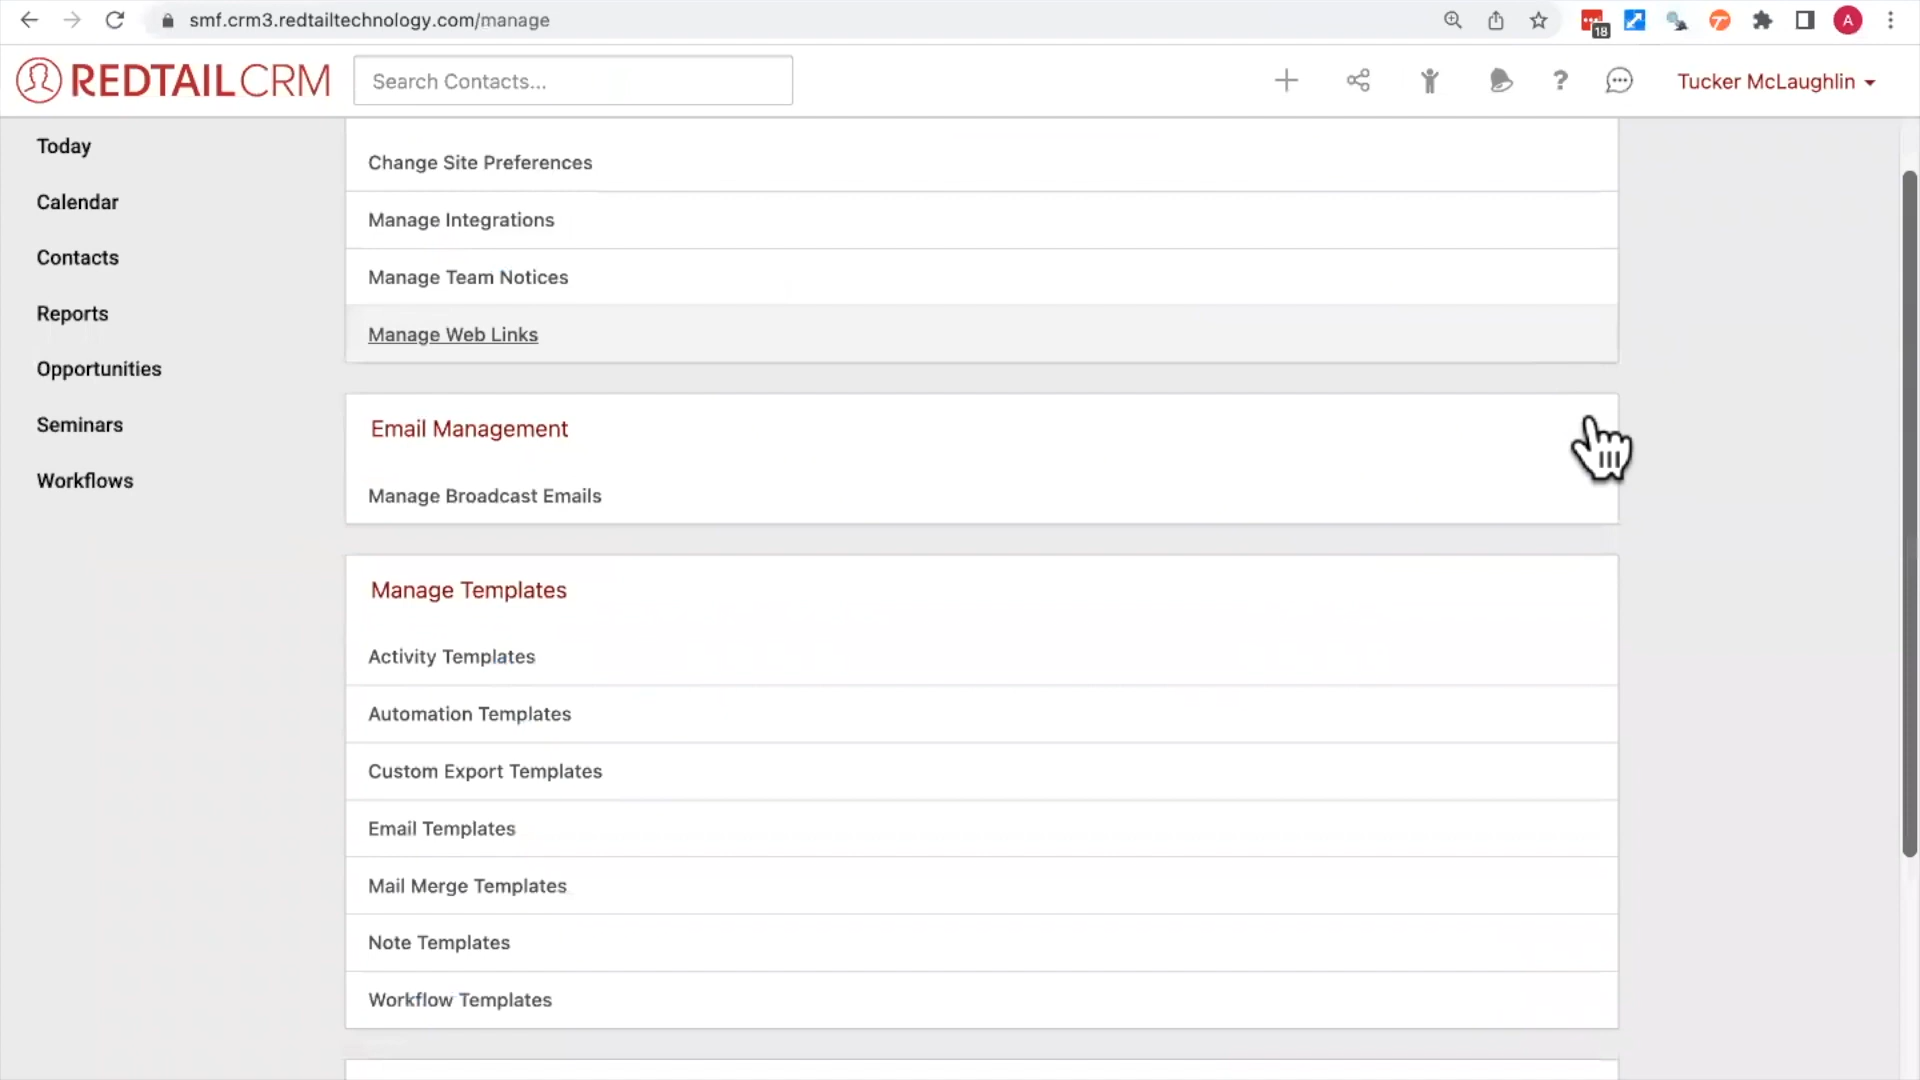 smf.crm3.redtailtechnology.com/manage
18
A
REDTAILCRM
Search Contacts...
?
Tucker McLaughlin
Today
Calendar
Contacts
Reports
Opportunities
Seminars
Workflows
Change Site Preferences
Manage Integrations
Manage Team Notices
Manage Web Links
Email Management
Manage Broadcast Emails
Manage Templates
Activity Templates
Automation Templates
Custom Export Templates
Email Templates
Mail Merge Templates
Note Templates
Workflow Templates